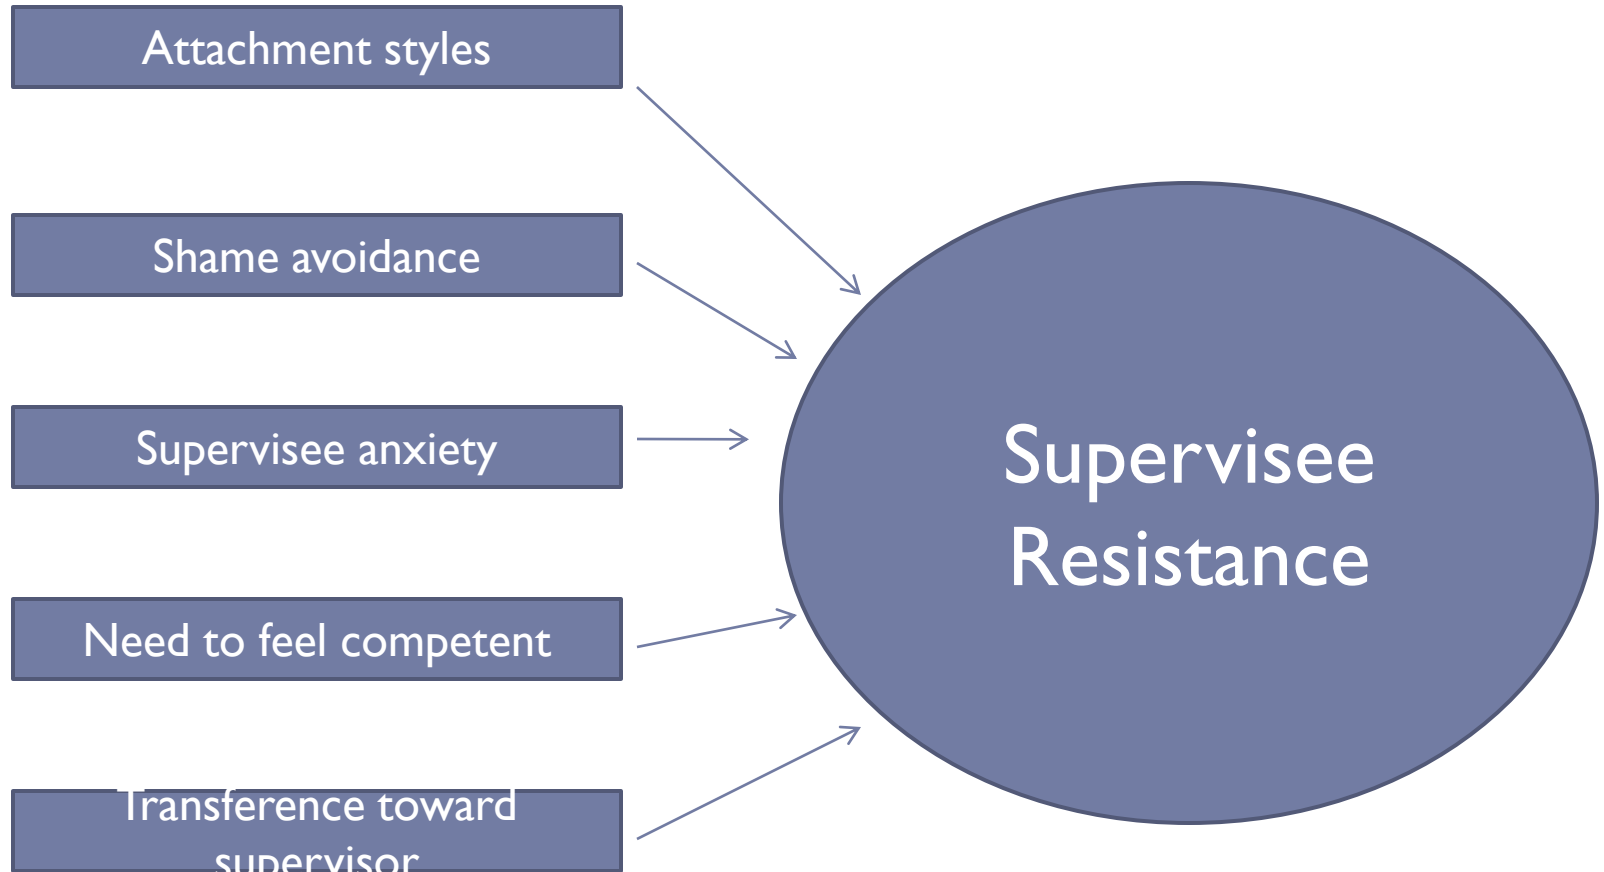 Attachment styles
Shame avoidance
Supervisee anxiety
Need to feel competent
Transference toward
supervisor
Supervisee
Resistance